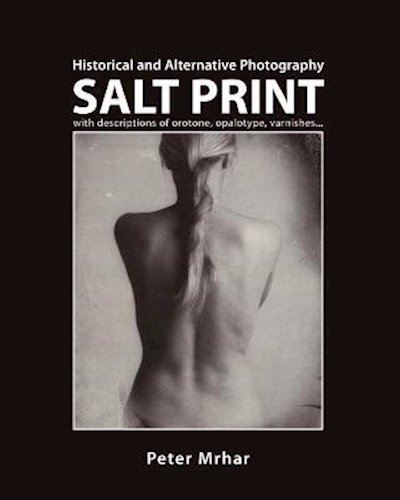 Historical and Alternative Photography
SALT PRINT
with descriptions of orotone, opalotype, varnishes...
Peter Mrhar